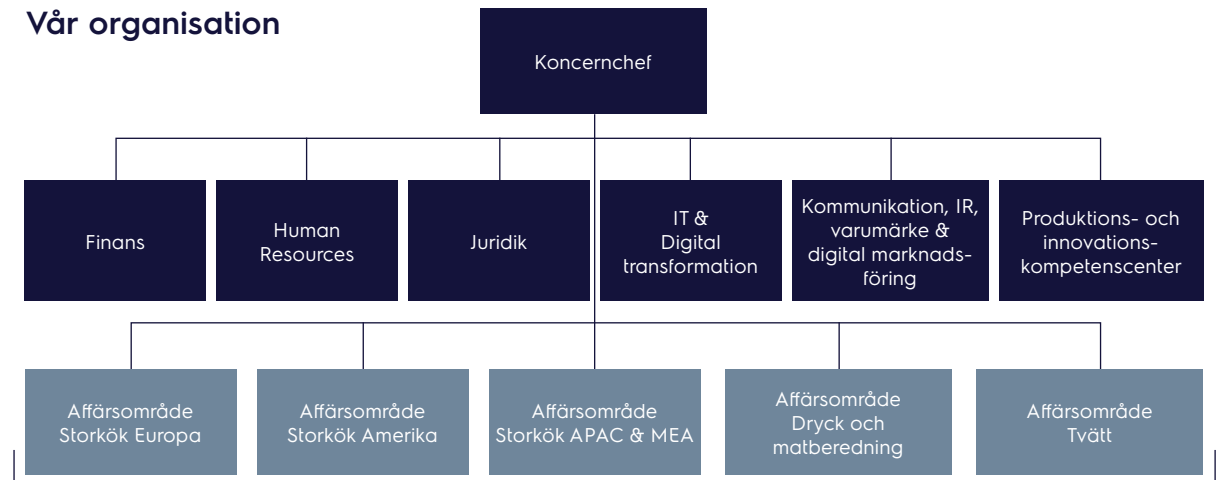 Vår organisation
Koncernchef
Finans
Human
Resources
Juridik
IT &
Digital
transformation
Kommunikation, IR,
varumärke &
digital marknads-
föring
Produktions- och
innovations-
kompetenscenter
Affärsområde
Storkök Europa
Affärsområde
Storkök Amerika
Affärsområde
Storkök APAC & MEA
Affärsområde
Dryck och
matberedning
Affärsområde
Tvätt